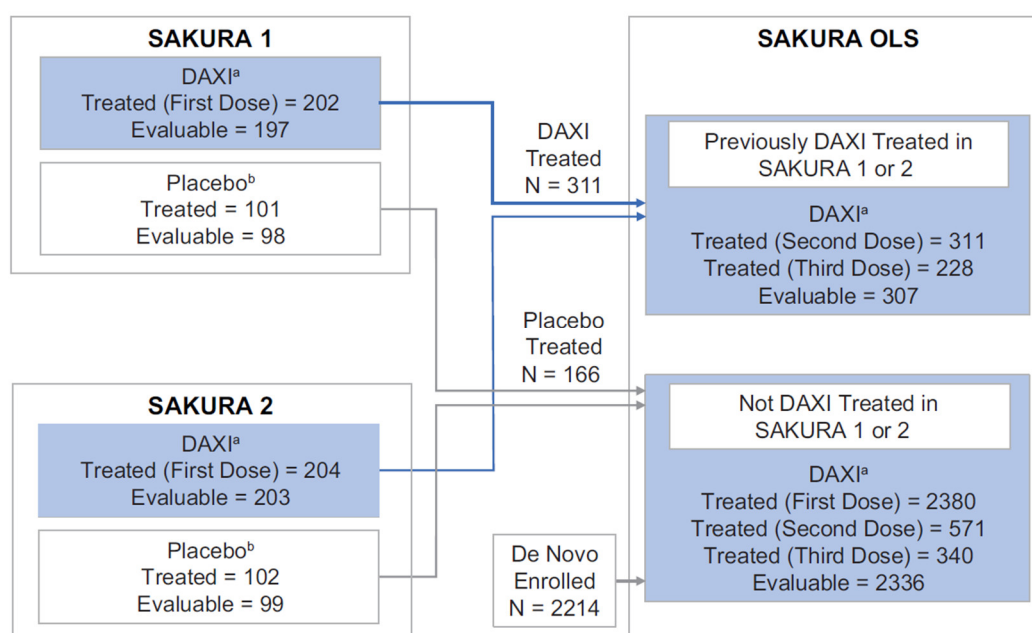 SAKURA 1
DAXIᵃ
Treated (First Dose) = 202
Evaluable = 197
Placeboᵇ
Treated = 101
Evaluable = 98
SAKURA 2
DAXIᵃ
Treated (First Dose) = 204
Evaluable = 203
Placeboᵇ
Treated = 102
Evaluable = 99
DAXI
Treated
N = 311
Placebo
Treated
N = 166
De Novo
Enrolled
N = 2214
SAKURA OLS
Previously DAXI Treated in
SAKURA 1 or 2
DAXIᵃ
Treated (Second Dose) = 311
Treated (Third Dose) = 228
Evaluable = 307
Not DAXI Treated in
SAKURA 1 or 2
DAXIᵃ
Treated (First Dose) = 2380
Treated (Second Dose) = 571
Treated (Third Dose) = 340
Evaluable = 2336